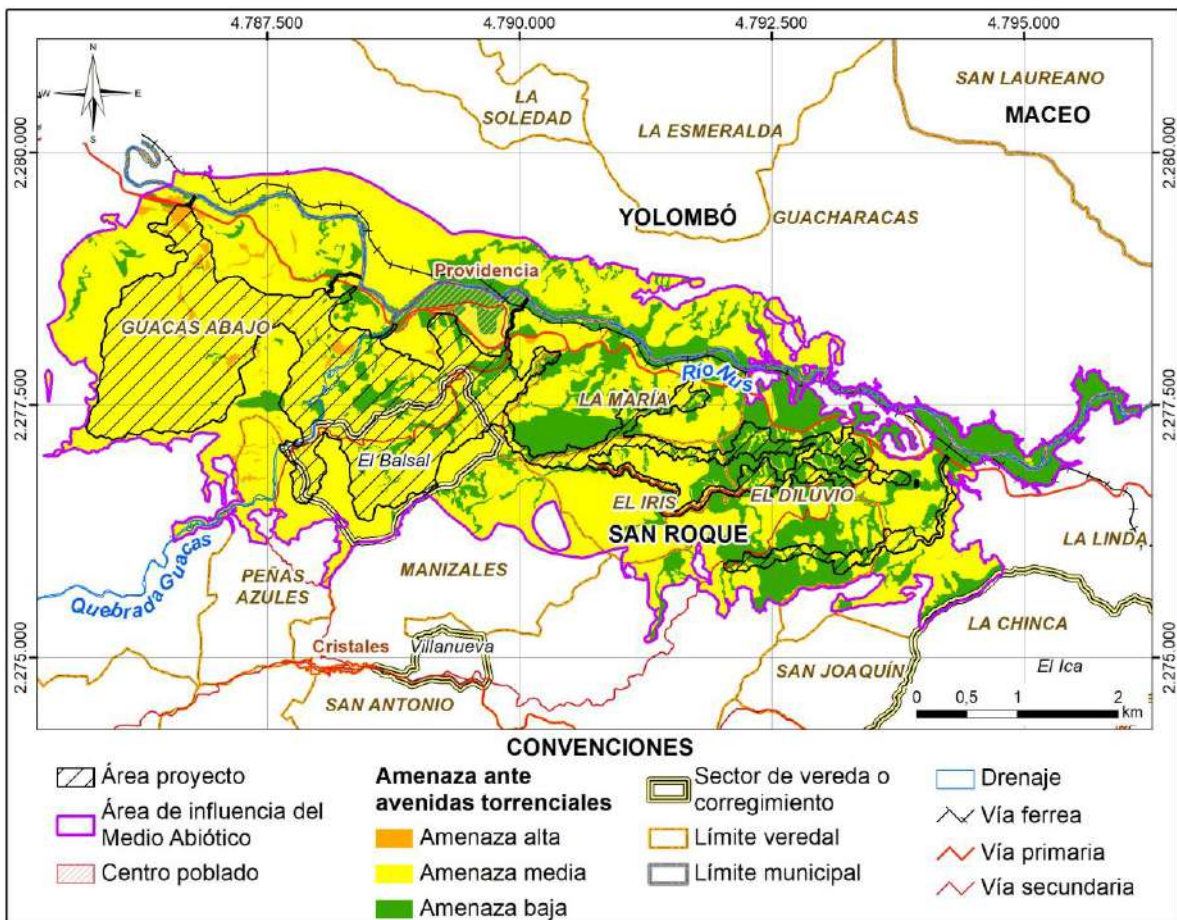 4.787.500
4.790.000
4.792.500
4.795.000
N
W
E
S
LA
SOLEDAD
LA ESMERALDA
SAN LAUREANO
MACEO
2.280.000
2.280.000
YOLOMBÓ
GUACHARACAS
Providencia
GUACAS ABAJO
Río Nus
LA MARÍA
2.277.500
2.277.500
El Balsal
EL IRIS
EL DILUVIO
SAN ROQUE
LA LINDA
Quebrada Guacas
PEÑAS
AZULES
MANIZALES
LA CHINCA
Cristales
Villanueva
SAN JOAQUÍN
El Ica
2.275.000
2.275.000
SAN ANTONIO
0
0,5
1
2
km
CONVENCIONES
Área proyecto
Área de influencia del
Medio Abiótico
Centro poblado
Amenaza ante
avenidas torrenciales
Amenaza alta
Amenaza media
Amenaza baja
Sector de vereda o
corregimiento
Límite veredal
Límite municipal
Drenaje
Vía ferrea
Vía primaria
Vía secundaria